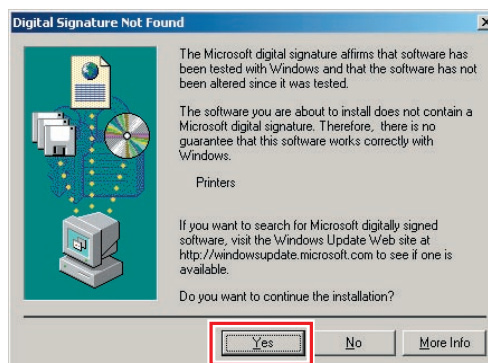 Digital Signature Not Found
The Microsoft digital signature affirms that software has
been tested with Windows and that the software has not
been altered since it was tested.
The software you are about to install does not contain a
Microsoft digital signature. Therefore, there is no
guarantee that this software works correctly with
Windows.
Printers
If you want to search for Microsoft digitally signed
software, visit the Windows Update Web site at
http://windowsupdate.microsoft.com to see if one is
available.
Do you want to continue the installation?
Yes No More Info